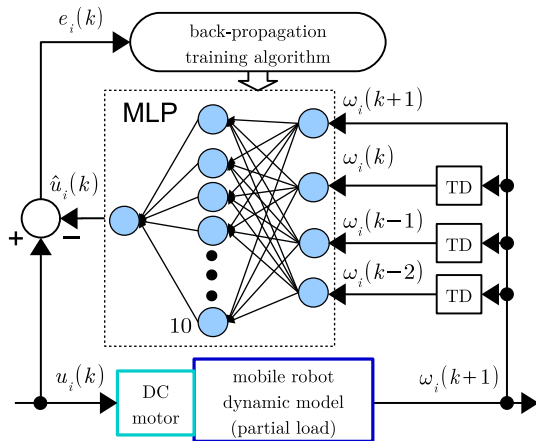 e_i(k)
back-propagation
training algorithm
MLP
ω_i(k+1)
ω_i(k)
TD
û_i(k)
ω_i(k−1)
TD
+
−
ω_i(k−2)
TD
10
u_i(k)
DC
motor
mobile robot
dynamic model
(partial load)
ω_i(k+1)